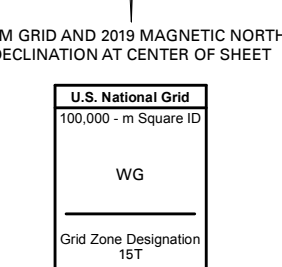 M GRID AND 2019 MAGNETIC NORTH
DECLINATION AT CENTER OF SHEET
U.S. National Grid
100,000 - m Square ID
WG
Grid Zone Designation
15T